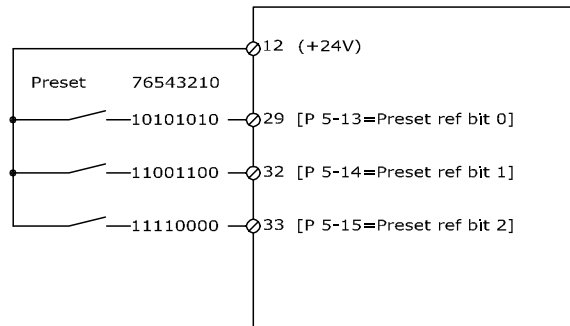 12 (+24V)
Preset 76543210
10101010 29 [P 5-13=Preset ref bit 0]
11001100 32 [P 5-14=Preset ref bit 1]
11110000 33 [P 5-15=Preset ref bit 2]